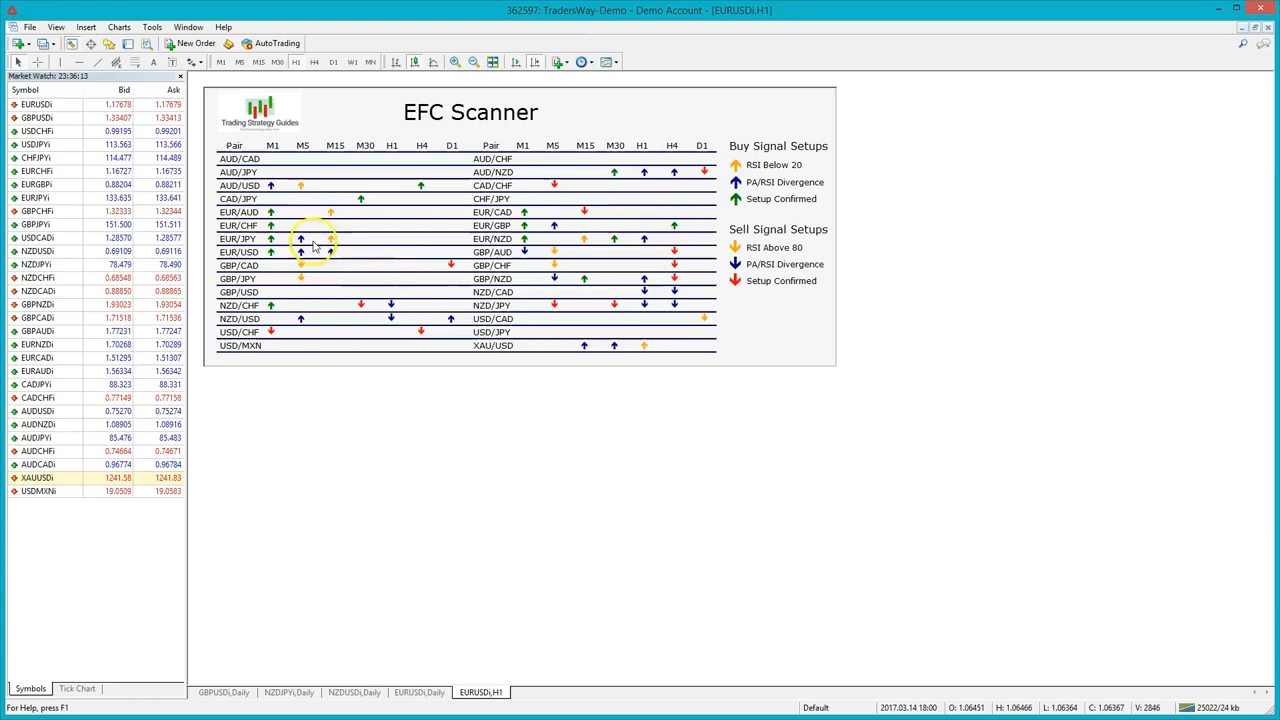 362597: TradersWay-Demo - Demo Account - [EURUSDi,H1]
File View Insert Charts Tools Window Help
New Order AutoTrading
M1 M5 M15 M30 H1 H4 D1 W1 MN
Market Watch: 23:36:13
Symbol Bid Ask
EURUSDi 1.17678 1.17679
GBPUSDi 1.33407 1.33413
USDCHFi 0.99195 0.99201
USDJPYi 113.563 113.566
CHFJPYi 114.477 114.489
EURCHFi 1.16727 1.16735
EURGBPi 0.88204 0.88211
EURJPYi 133.635 133.641
GBPCHFi 1.32333 1.32344
GBPJPYi 151.500 151.511
USDCADi 1.28570 1.28577
NZDUSDi 0.69109 0.69116
NZDJPYi 78.479 78.490
NZDCHFi 0.68548 0.68563
NZDCADi 0.88850 0.88865
GBPNZDi 1.93023 1.93054
GBPCADi 1.71518 1.71536
GBPAUDi 1.77231 1.77247
EURNZDi 1.70268 1.70289
EURCADi 1.51295 1.51307
EURAUDi 1.56334 1.56342
CADJPYi 88.323 88.331
CADCHFi 0.77149 0.77158
AUDUSDi 0.75270 0.75274
AUDNZDi 1.08905 1.08916
AUDJPYi 85.476 85.483
AUDCHFi 0.74664 0.74671
AUDCADi 0.96774 0.96784
XAUUSDi 1241.58 1241.83
USDMXNi 19.0509 19.0583
Symbols Tick Chart
Trading Strategy Guides
EFC Scanner
Pair M1 M5 M15 M30 H1 H4 D1 Pair M1 M5 M15 M30 H1 H4 D1
AUD/CAD AUD/CHF
AUD/JPY AUD/NZD
AUD/USD CAD/CHF
CAD/JPY CHF/JPY
EUR/AUD EUR/CAD
EUR/CHF EUR/GBP
EUR/JPY EUR/NZD
EUR/USD GBP/AUD
GBP/CAD GBP/CHF
GBP/JPY GBP/NZD
GBP/USD NZD/CAD
NZD/CHF NZD/JPY
NZD/USD USD/CAD
USD/CHF USD/JPY
USD/MXN XAU/USD
Buy Signal Setups
RSI Below 20
PA/RSI Divergence
Setup Confirmed
Sell Signal Setups
RSI Above 80
PA/RSI Divergence
Setup Confirmed
GBPUSDi,Daily NZDJPYi,Daily NZDUSDi,Daily EURUSDi,Daily EURUSDi,H1
For Help, press F1 Default 2017.03.14 18:00 O: 1.06451 H: 1.06466 L: 1.06364 C: 1.06367 V: 2846 25022/24 kb